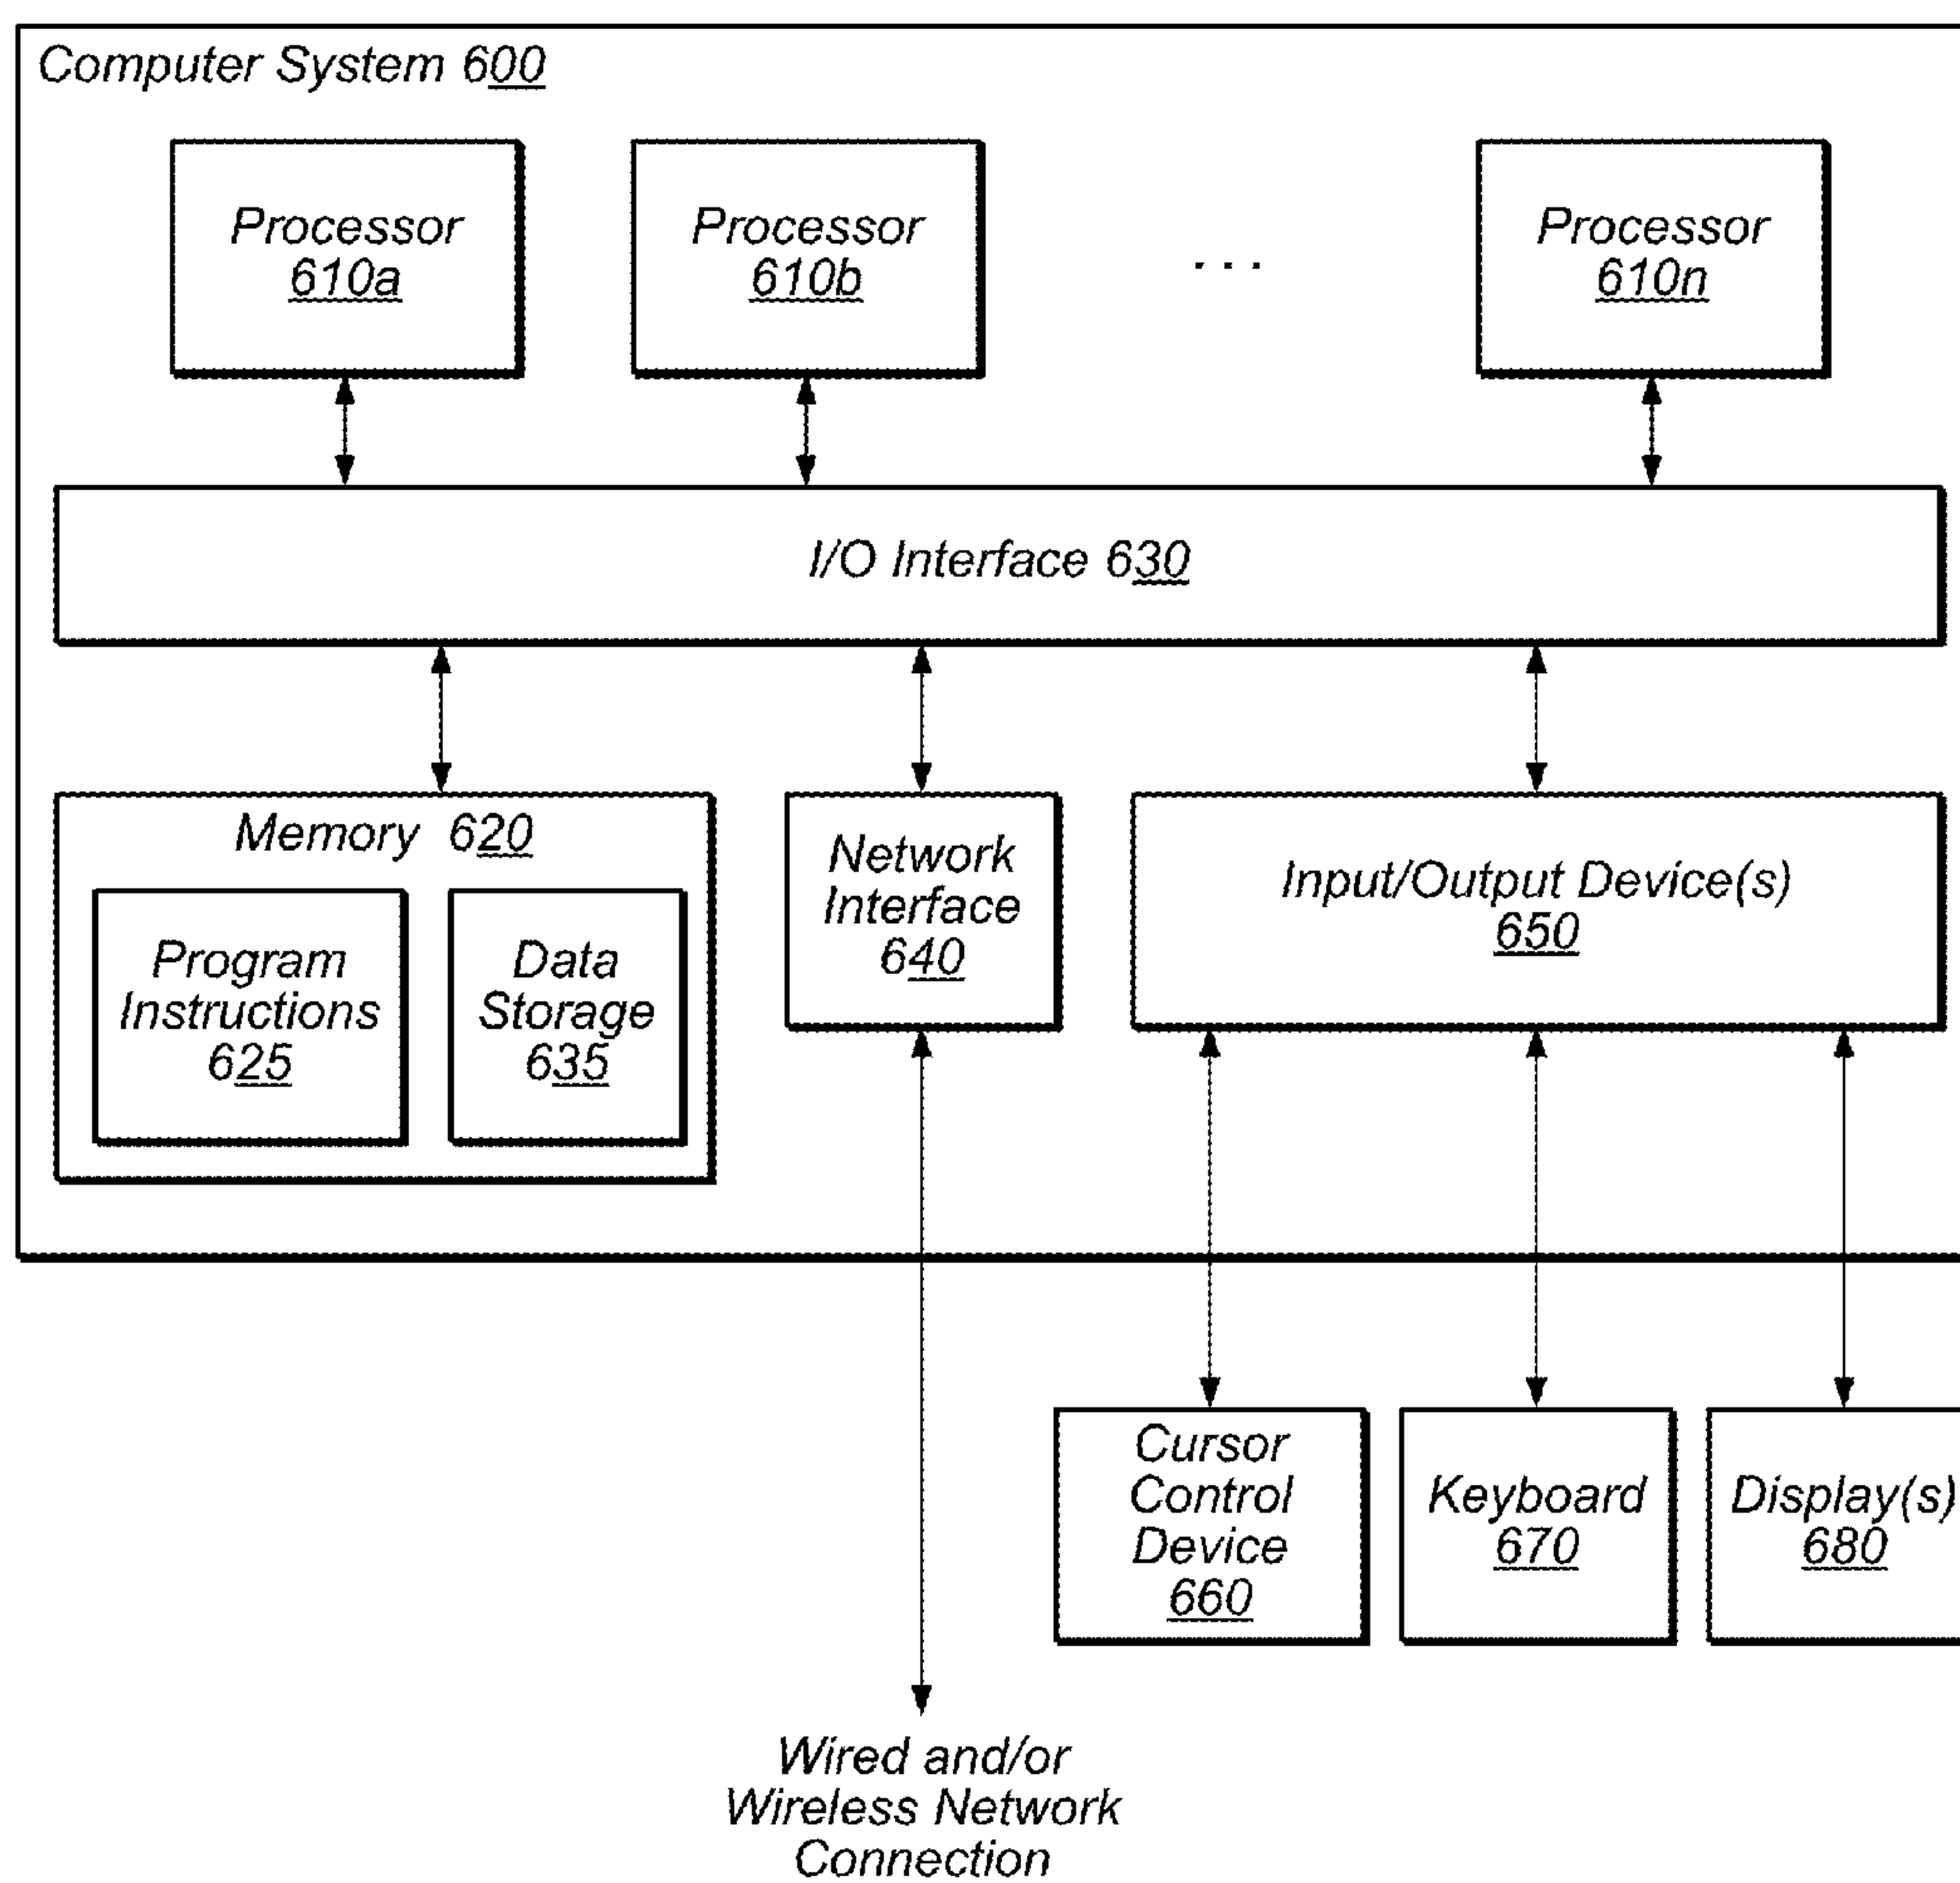 Computer System 600
Processor
610a
Processor
610b
. . .
Processor
610n
I/O Interface 630
Memory 620
Program
Instructions
625
Data
Storage
635
Network
Interface
640
Input/Output Device(s)
650
Cursor
Control
Device
660
Keyboard
670
Display(s)
680
Wired and/or
Wireless Network
Connection